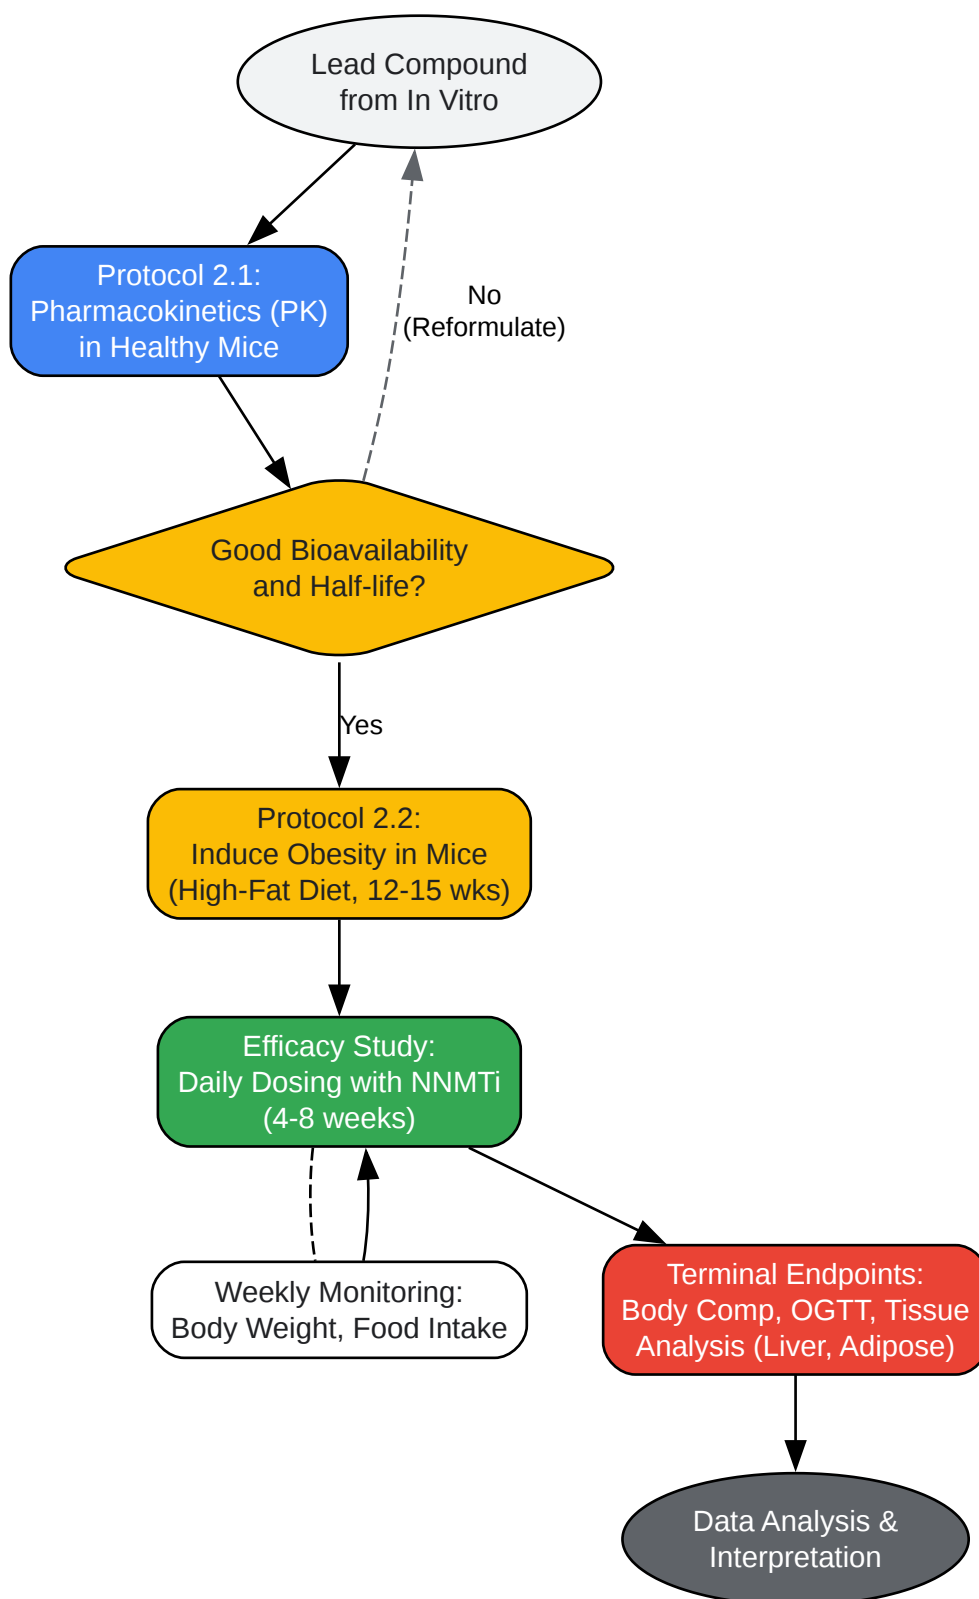 Lead Compound
from In Vitro
Protocol 2.1:
Pharmacokinetics (PK)
in Healthy Mice
No
(Reformulate)
Good Bioavailability
and Half-life?
Yes
Protocol 2.2:
Induce Obesity in Mice
(High-Fat Diet, 12-15 wks)
Efficacy Study:
Daily Dosing with NNMTi
(4-8 weeks)
Weekly Monitoring:
Body Weight, Food Intake
Terminal Endpoints:
Body Comp, OGTT, Tissue
Analysis (Liver, Adipose)
Data Analysis &
Interpretation